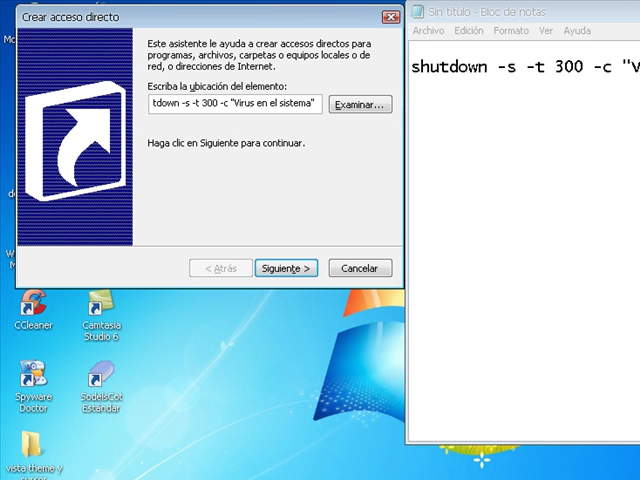 Crear acceso directo
Este asistente le ayuda a crear accesos directos para
programas, archivos, carpetas o equipos locales o de
red, o direcciones de Internet.
Escriba la ubicación del elemento:
tdown -s -t 300 -c "Virus en el sistema"
Examinar...
Haga clic en Siguiente para continuar.
< Atrás
Siguiente >
Cancelar
Sin título - Bloc de notas
Archivo Edición Formato Ver Ayuda
shutdown -s -t 300 -c "V
CCleaner
Camtasia
Studio 6
Spyware
Doctor
SodelsCot
Estándar
vista theme y